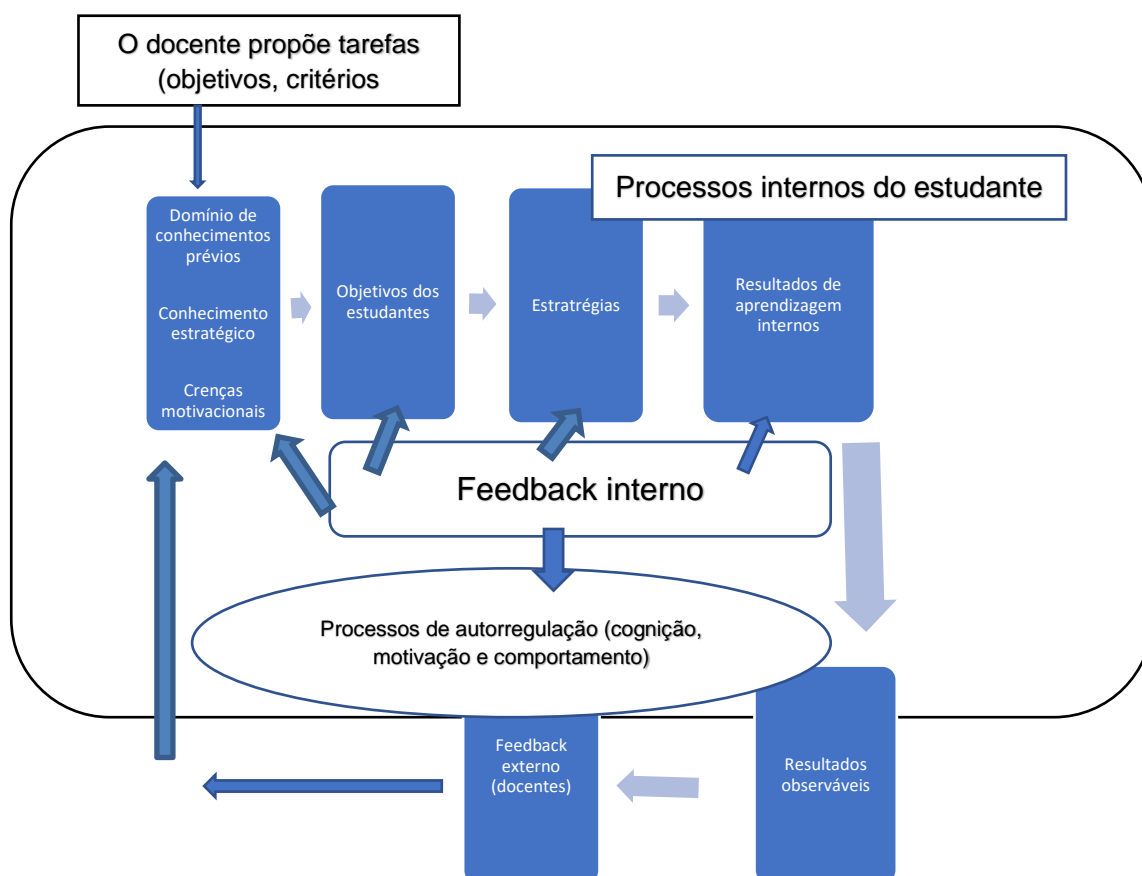 O docente propõe tarefas
(objetivos, critérios
Processos internos do estudante
Domínio de
conhecimentos
prévios
Conhecimento
estratégico
Crenças
motivacionais
Objetivos dos
estudantes
Estratrégias
Resultados de
aprendizagem
internos
Feedback interno
Processos de autorregulação (cognição,
motivação e comportamento)
Feedback
externo
(docentes)
Resultados
observáveis